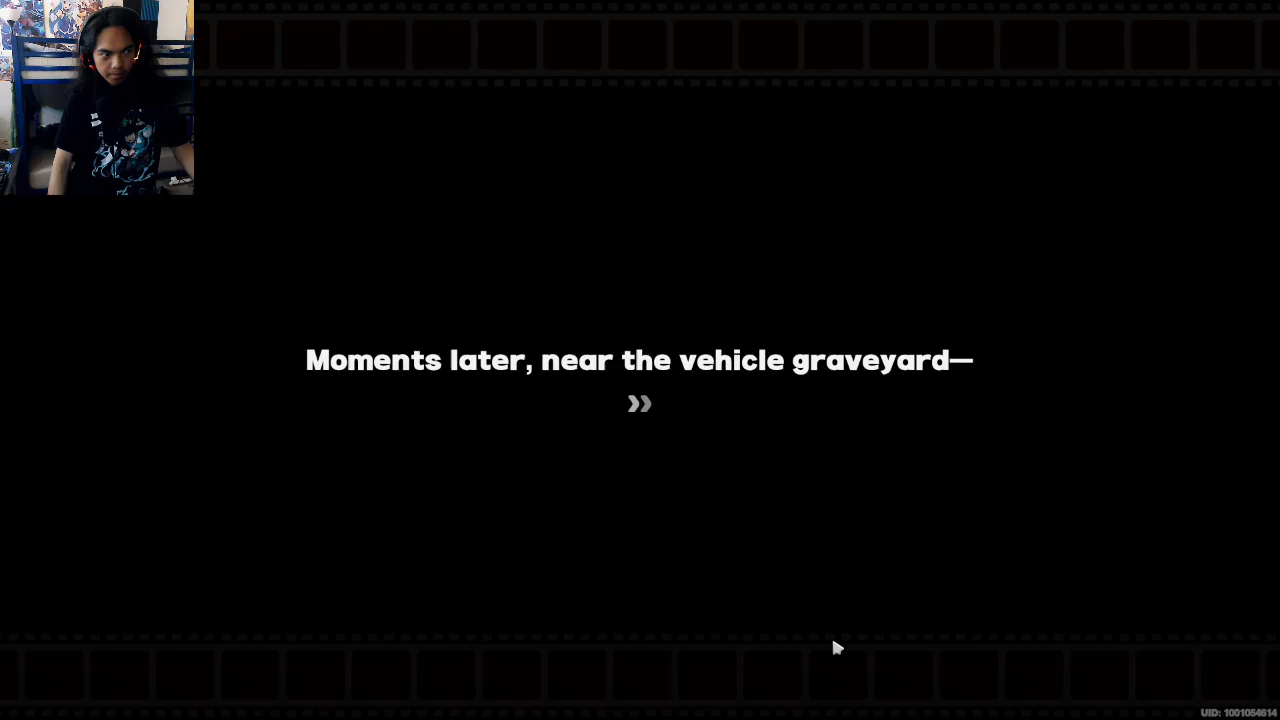 Moments later, near the vehicle graveyard—
UID: 1001054614